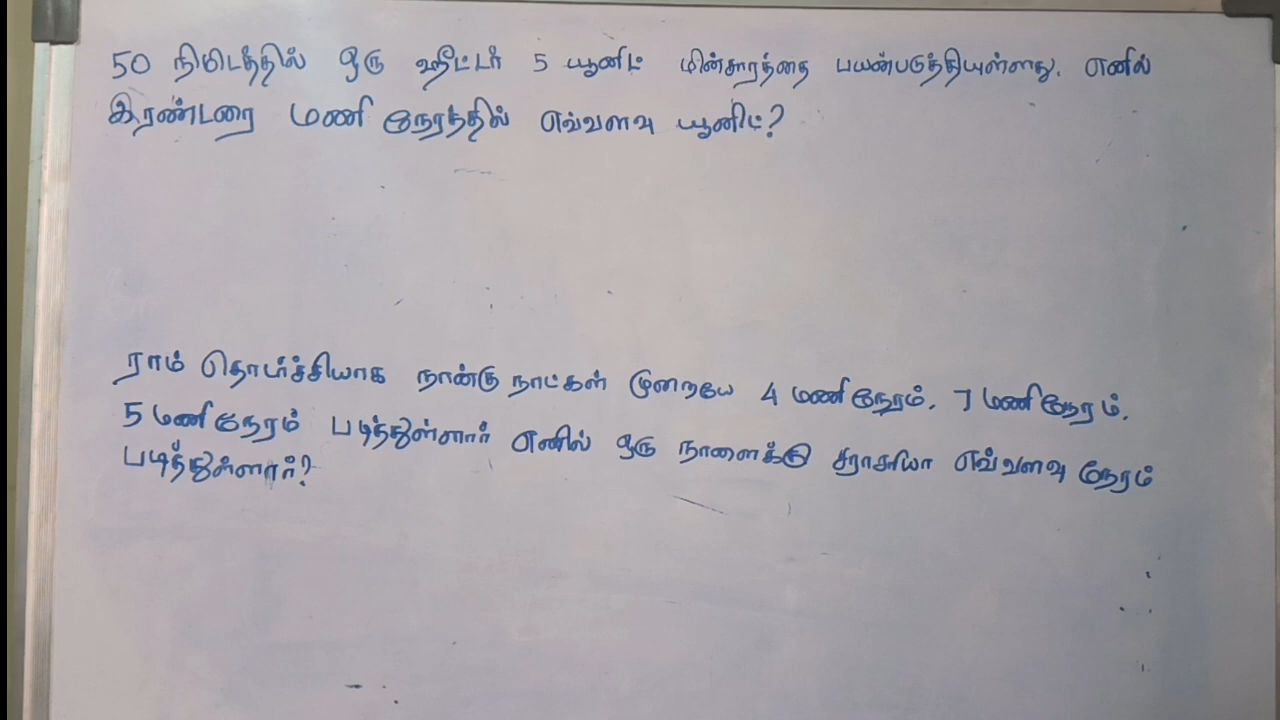 50 நிமிடத்தில் ஒரு ஹீட்டர் 5 யூனிட் மின்சாரத்தை பயன்படுத்தியுள்ளது. எனில்
இரண்டரை மணி நேரத்தில் எவ்வளவு யூனிட்?
ராம் தொடர்ச்சியாக நான்கு நாட்கள் முறையே 4 மணிநேரம், 7 மணிநேரம்,
5 மணிநேரம் படித்துள்ளார் எனில் ஒரு நாளைக்கு சராசரியா எவ்வளவு நேரம்
படித்துள்ளார்?